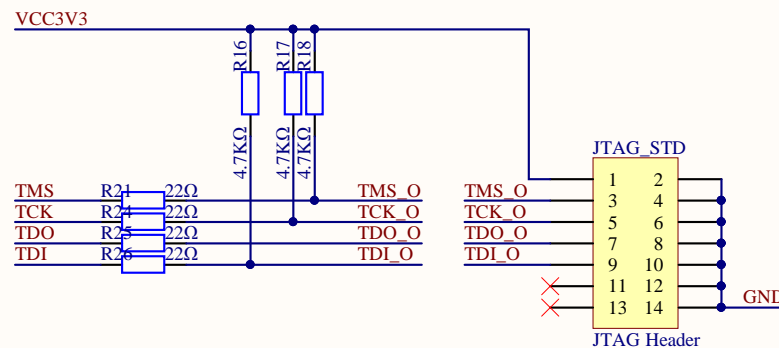 VCC3V3
R16
R17
R18
4.7KΩ
4.7KΩ
4.7KΩ
JTAG_STD
1 2
TMS R21 22Ω TMS_O TMS_O 3 4
TCK R24 22Ω TCK_O TCK_O 5 6
TDO R25 22Ω TDO_O TDO_O 7 8
TDI R26 22Ω TDI_O TDI_O 9 10
11 12
13 14 GND
JTAG Header